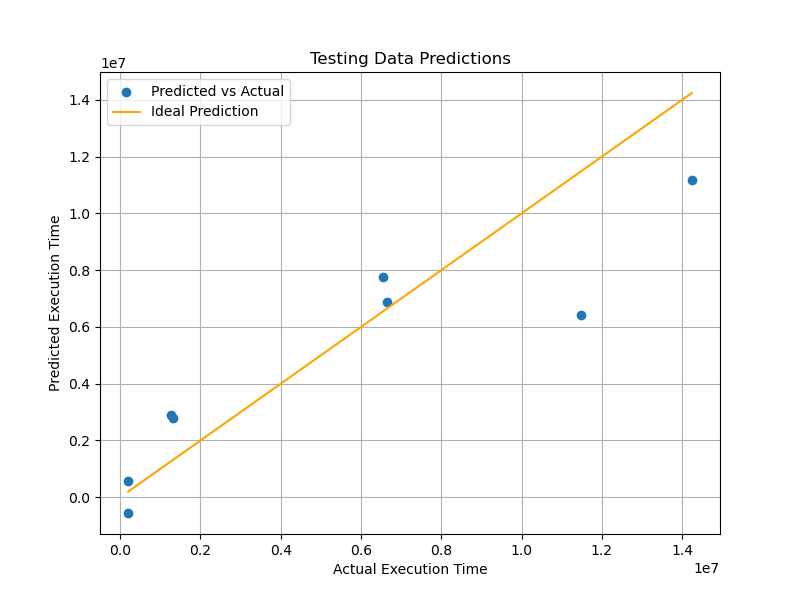 Testing Data Predictions
1e7
Predicted vs Actual
Ideal Prediction
1.4
1.2
1.0
0.8
0.6
0.4
0.2
0.0
Predicted Execution Time
0.0 0.2 0.4 0.6 0.8 1.0 1.2 1.4
1e7
Actual Execution Time